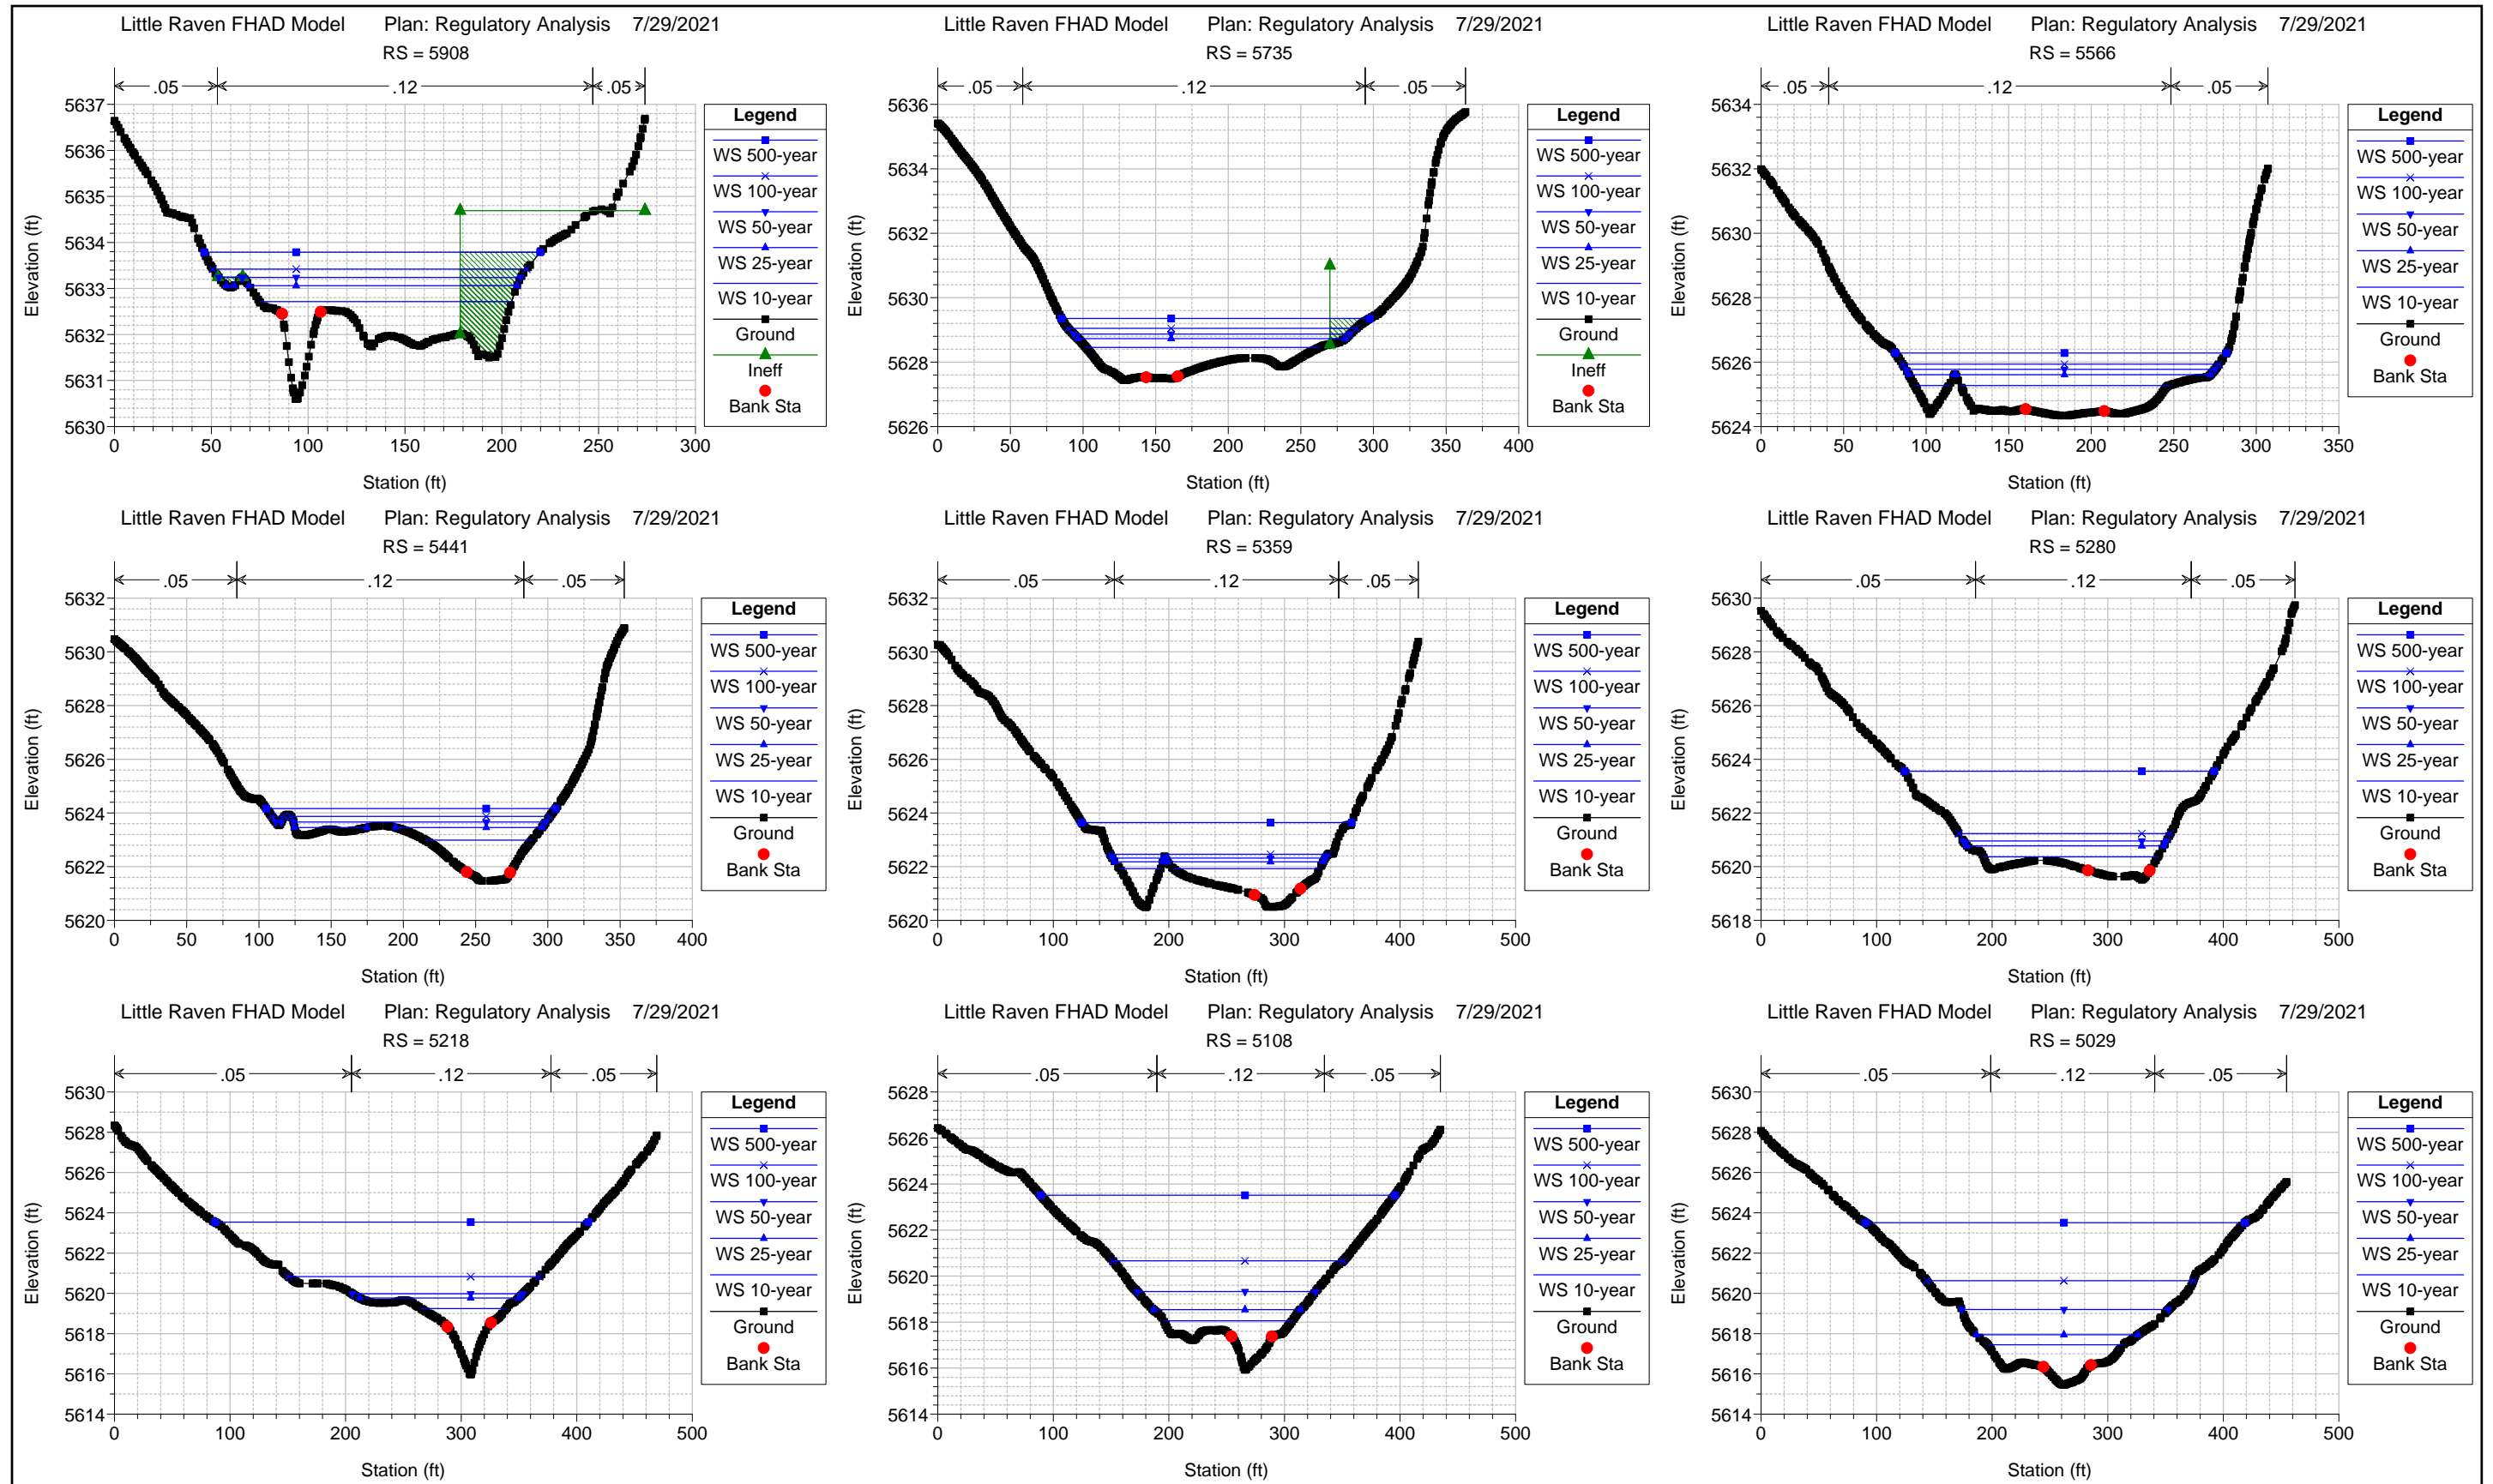 Little Raven FHAD Model Plan: Regulatory Analysis 7/29/2021
RS = 5908
.05 .12 .05
Elevation (ft)
5637
5636
5635
5634
5633
5632
5631
5630
0 50 100 150 200 250 300
Station (ft)
Legend
WS 500-year
WS 100-year
WS 50-year
WS 25-year
WS 10-year
Ground
Ineff
Bank Sta
Little Raven FHAD Model Plan: Regulatory Analysis 7/29/2021
RS = 5735
.05 .12 .05
Elevation (ft)
5636
5634
5632
5630
5628
5626
0 50 100 150 200 250 300 350 400
Station (ft)
Legend
WS 500-year
WS 100-year
WS 50-year
WS 25-year
WS 10-year
Ground
Ineff
Bank Sta
Little Raven FHAD Model Plan: Regulatory Analysis 7/29/2021
RS = 5566
.05 .12 .05
Elevation (ft)
5634
5632
5630
5628
5626
5624
0 50 100 150 200 250 300 350
Station (ft)
Legend
WS 500-year
WS 100-year
WS 50-year
WS 25-year
WS 10-year
Ground
Bank Sta
Little Raven FHAD Model Plan: Regulatory Analysis 7/29/2021
RS = 5441
.05 .12 .05
Elevation (ft)
5632
5630
5628
5626
5624
5622
5620
0 50 100 150 200 250 300 350 400
Station (ft)
Legend
WS 500-year
WS 100-year
WS 50-year
WS 25-year
WS 10-year
Ground
Bank Sta
Little Raven FHAD Model Plan: Regulatory Analysis 7/29/2021
RS = 5359
.05 .12 .05
Elevation (ft)
5632
5630
5628
5626
5624
5622
5620
0 100 200 300 400 500
Station (ft)
Legend
WS 500-year
WS 100-year
WS 50-year
WS 25-year
WS 10-year
Ground
Bank Sta
Little Raven FHAD Model Plan: Regulatory Analysis 7/29/2021
RS = 5280
.05 .12 .05
Elevation (ft)
5630
5628
5626
5624
5622
5620
5618
0 100 200 300 400 500
Station (ft)
Legend
WS 500-year
WS 100-year
WS 50-year
WS 25-year
WS 10-year
Ground
Bank Sta
Little Raven FHAD Model Plan: Regulatory Analysis 7/29/2021
RS = 5218
.05 .12 .05
Elevation (ft)
5630
5628
5626
5624
5622
5620
5618
5616
5614
0 100 200 300 400 500
Station (ft)
Legend
WS 500-year
WS 100-year
WS 50-year
WS 25-year
WS 10-year
Ground
Bank Sta
Little Raven FHAD Model Plan: Regulatory Analysis 7/29/2021
RS = 5108
.05 .12 .05
Elevation (ft)
5628
5626
5624
5622
5620
5618
5616
5614
0 100 200 300 400 500
Station (ft)
Legend
WS 500-year
WS 100-year
WS 50-year
WS 25-year
WS 10-year
Ground
Bank Sta
Little Raven FHAD Model Plan: Regulatory Analysis 7/29/2021
RS = 5029
.05 .12 .05
Elevation (ft)
5630
5628
5626
5624
5622
5620
5618
5616
5614
0 100 200 300 400 500
Station (ft)
Legend
WS 500-year
WS 100-year
WS 50-year
WS 25-year
WS 10-year
Ground
Bank Sta